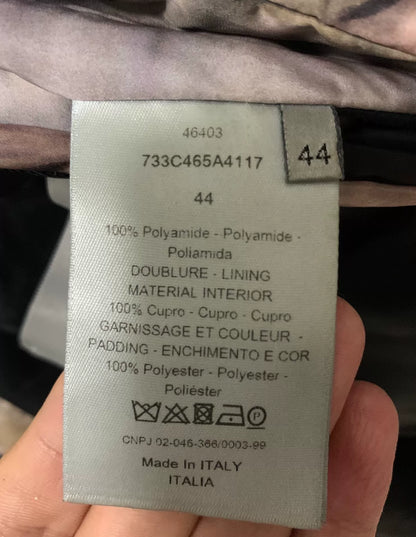 46403
733C465A4117
44
44
100% Polyamide - Polyamide -
Poliamida
DOUBLURE - LINING
MATERIAL INTERIOR
100% Cupro - Cupro - Cupro
GARNISSAGE ET COULEUR -
PADDING - ENCHIMENTO E COR
100% Polyester - Polyester -
Poliéster
P
CNPJ 02-046-366/0003-99
Made In ITALY
ITALIA